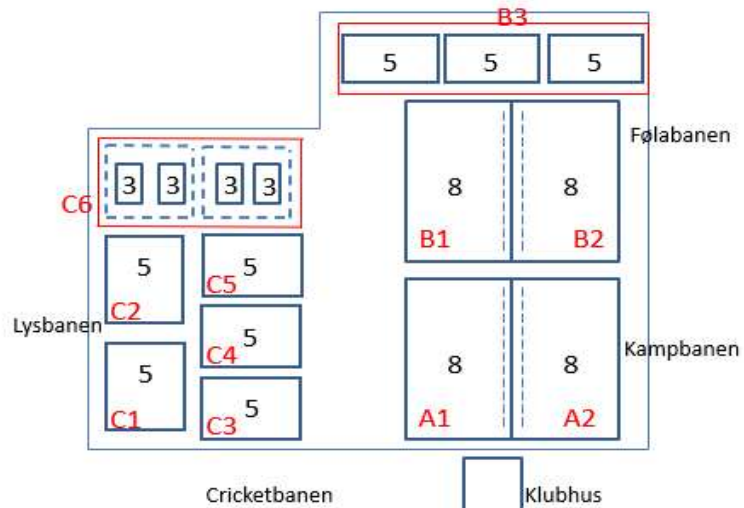 B3
5 5 5
Følabanen
3 3 3 3
8 8
C6
B1 B2
5 5
C5
C2
Lysbanen
5
C4
Kampbanen
8 8
5
5
C1 C3
A1 A2
Cricketbanen
Klubhus